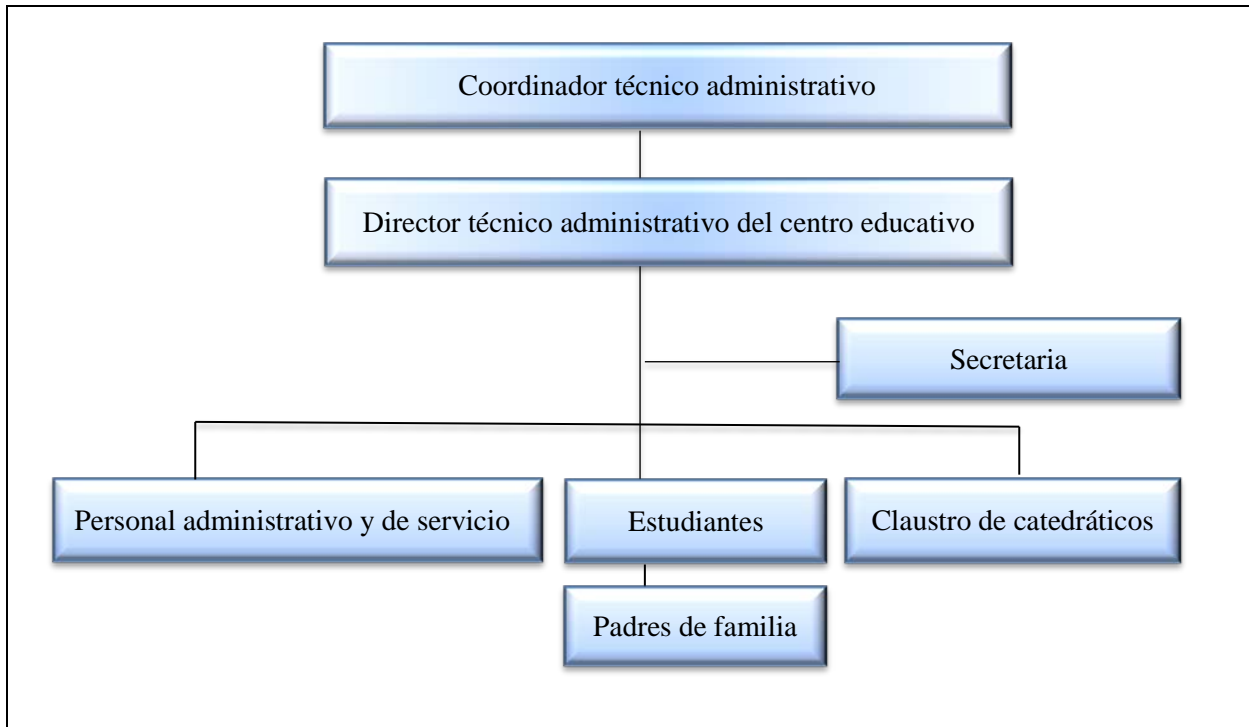 Coordinador técnico administrativo
Director técnico administrativo del centro educativo
Secretaria
Personal administrativo y de servicio
Estudiantes
Claustro de catedráticos
Padres de familia